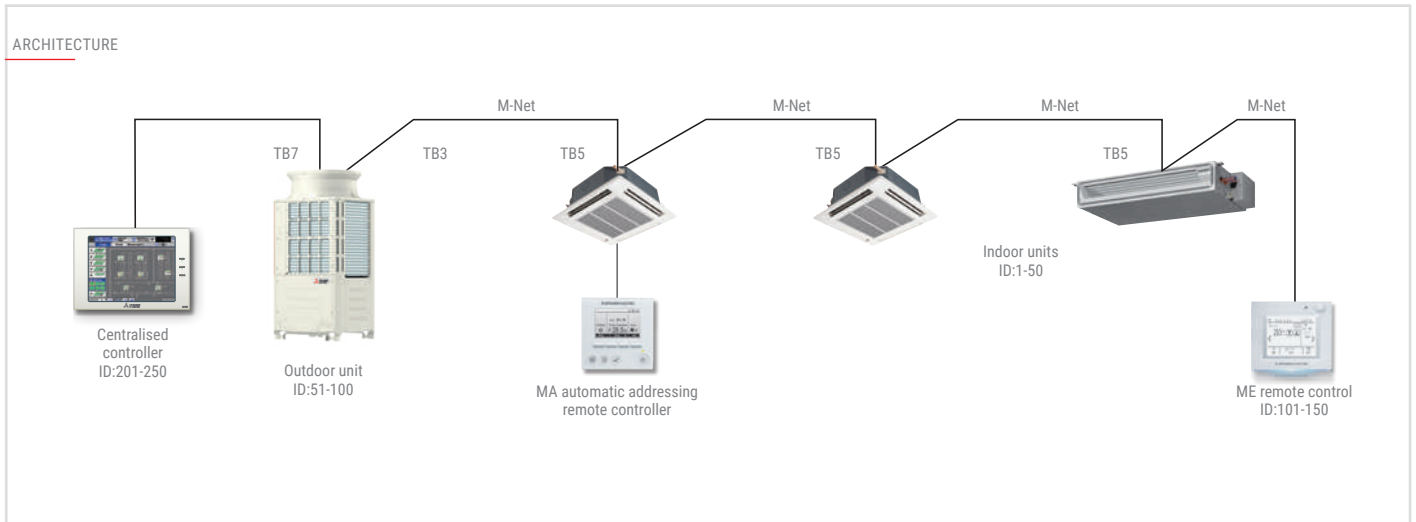 ARCHITECTURE
M-Net
M-Net
M-Net
M-Net
TB7
TB3
TB5
TB5
TB5
Centralised
controller
ID:201-250
Outdoor unit
ID:51-100
MA automatic addressing
remote controller
Indoor units
ID:1-50
ME remote control
ID:101-150